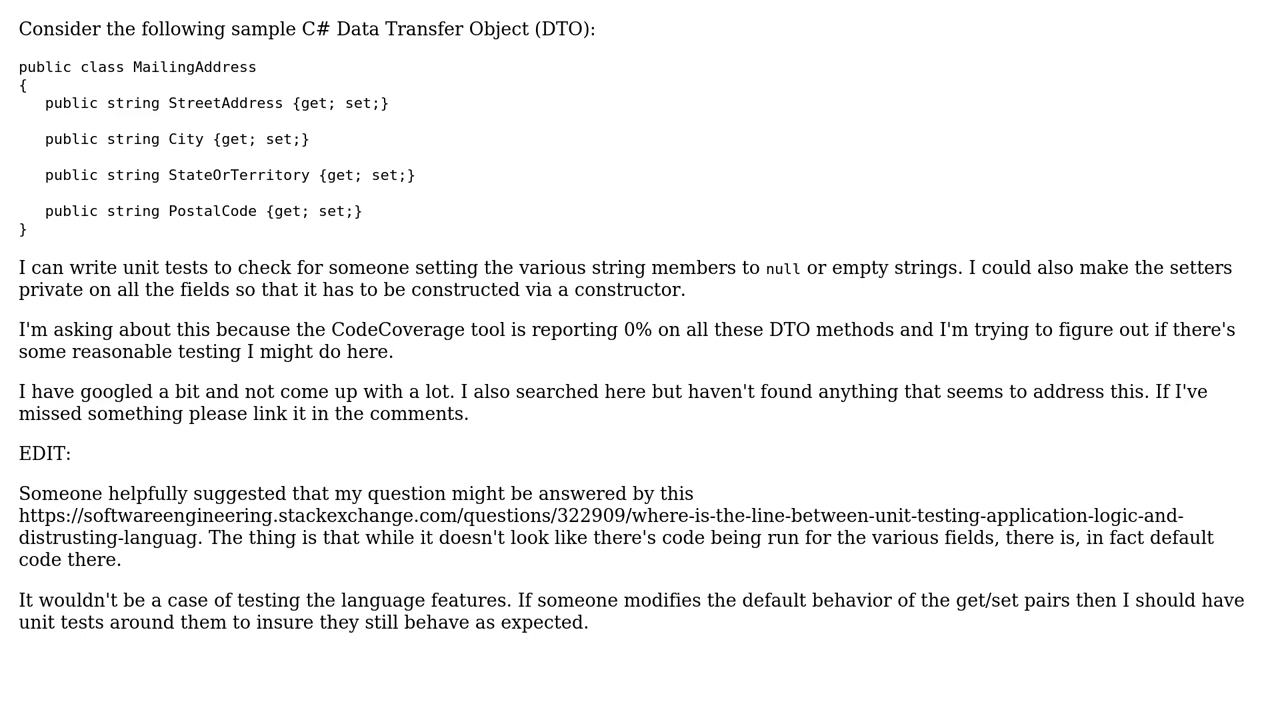 Consider the following sample C# Data Transfer Object (DTO):
public class MailingAddress
{
   public string StreetAddress {get; set;}
   public string City {get; set;}
   public string StateOrTerritory {get; set;}
   public string PostalCode {get; set;}
}
I can write unit tests to check for someone setting the various string members to null or empty strings. I could also make the setters
private on all the fields so that it has to be constructed via a constructor.
I'm asking about this because the CodeCoverage tool is reporting 0% on all these DTO methods and I'm trying to figure out if there's
some reasonable testing I might do here.
I have googled a bit and not come up with a lot. I also searched here but haven't found anything that seems to address this. If I've
missed something please link it in the comments.
EDIT:
Someone helpfully suggested that my question might be answered by this
https://softwareengineering.stackexchange.com/questions/322909/where-is-the-line-between-unit-testing-application-logic-and-
distrusting-languag. The thing is that while it doesn't look like there's code being run for the various fields, there is, in fact default
code there.
It wouldn't be a case of testing the language features. If someone modifies the default behavior of the get/set pairs then I should have
unit tests around them to insure they still behave as expected.